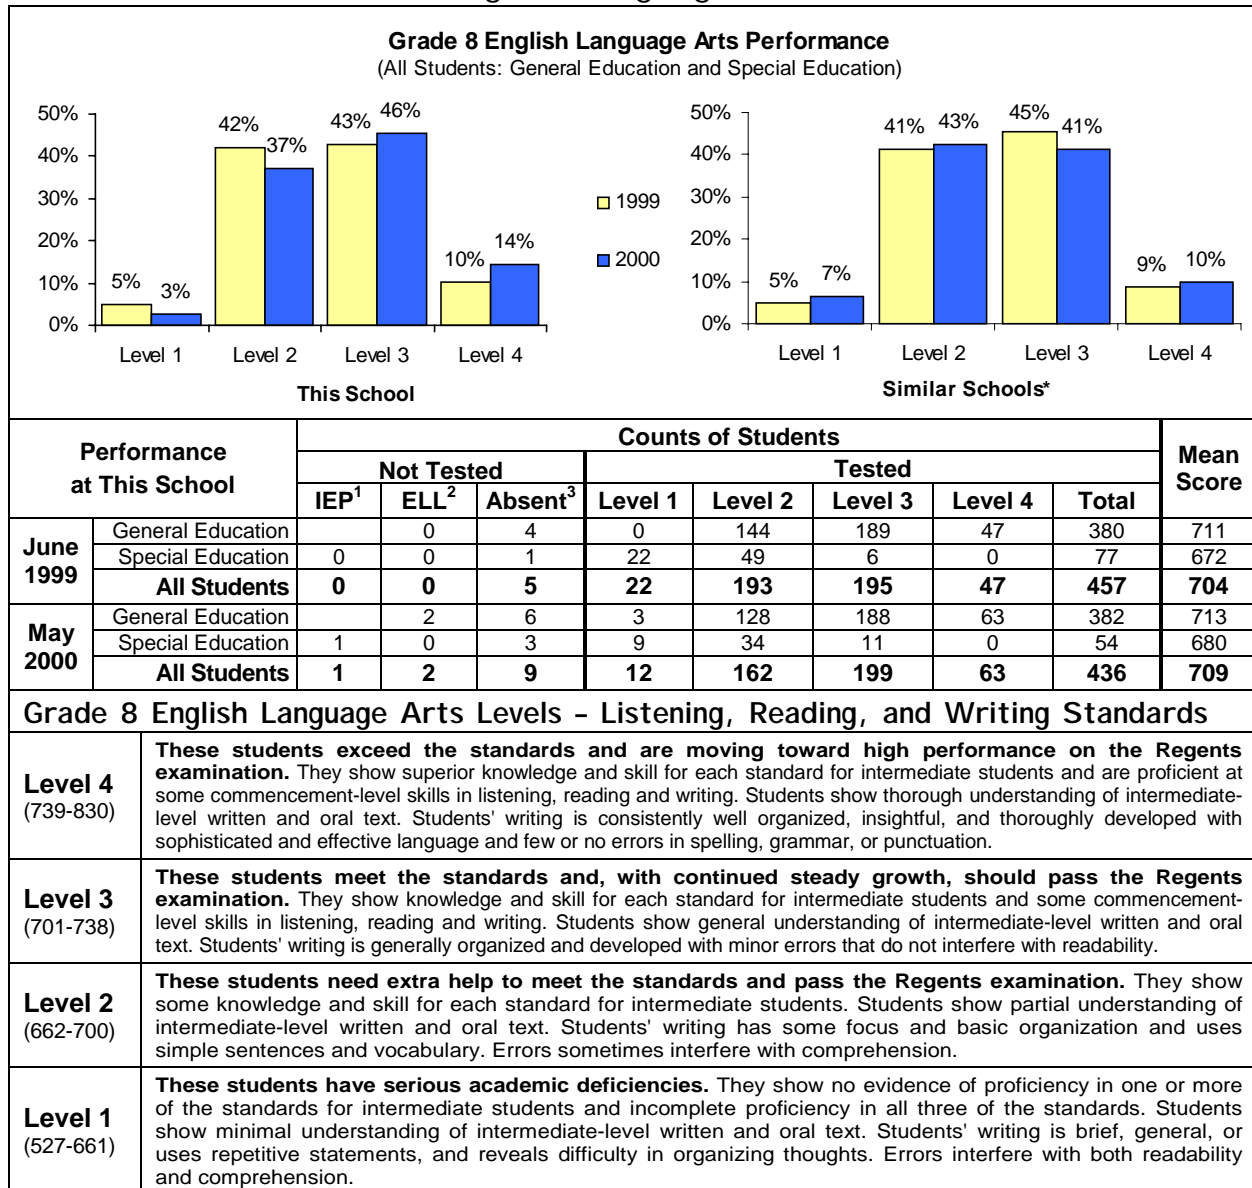 Grade 8 English Language Arts Performance
(All Students: General Education and Special Education)
50%
40%
30%
20%
10%
0%
5%
3%
42%
37%
43%
46%
10%
14%
Level 1
Level 2
Level 3
Level 4
This School
1999
2000
50%
40%
30%
20%
10%
0%
5%
7%
41%
43%
45%
41%
9%
10%
Level 1
Level 2
Level 3
Level 4
Similar Schools*
Performance
at This School
Counts of Students
Mean
Score
Not Tested
Tested
IEP1 ELL2 Absent3 Level 1 Level 2 Level 3 Level 4 Total
June
1999
General Education 0 4 0 144 189 47 380 711
Special Education 0 0 1 22 49 6 0 77 672
All Students 0 0 5 22 193 195 47 457 704
May
2000
General Education 2 6 3 128 188 63 382 713
Special Education 1 0 3 9 34 11 0 54 680
All Students 1 2 9 12 162 199 63 436 709
Grade 8 English Language Arts Levels – Listening, Reading, and Writing Standards
Level 4
(739-830)
These students exceed the standards and are moving toward high performance on the Regents
examination. They show superior knowledge and skill for each standard for intermediate students and are proficient at
some commencement-level skills in listening, reading and writing. Students show thorough understanding of intermediate-
level written and oral text. Students' writing is consistently well organized, insightful, and thoroughly developed with
sophisticated and effective language and few or no errors in spelling, grammar, or punctuation.
Level 3
(701-738)
These students meet the standards and, with continued steady growth, should pass the Regents
examination. They show knowledge and skill for each standard for intermediate students and some commencement-
level skills in listening, reading and writing. Students show general understanding of intermediate-level written and oral
text. Students' writing is generally organized and developed with minor errors that do not interfere with readability.
Level 2
(662-700)
These students need extra help to meet the standards and pass the Regents examination. They show
some knowledge and skill for each standard for intermediate students. Students show partial understanding of
intermediate-level written and oral text. Students' writing has some focus and basic organization and uses
simple sentences and vocabulary. Errors sometimes interfere with comprehension.
Level 1
(527-661)
These students have serious academic deficiencies. They show no evidence of proficiency in one or more
of the standards for intermediate students and incomplete proficiency in all three of the standards. Students
show minimal understanding of intermediate-level written and oral text. Students' writing is brief, general, or
uses repetitive statements, and reveals difficulty in organizing thoughts. Errors interfere with both readability
and comprehension.